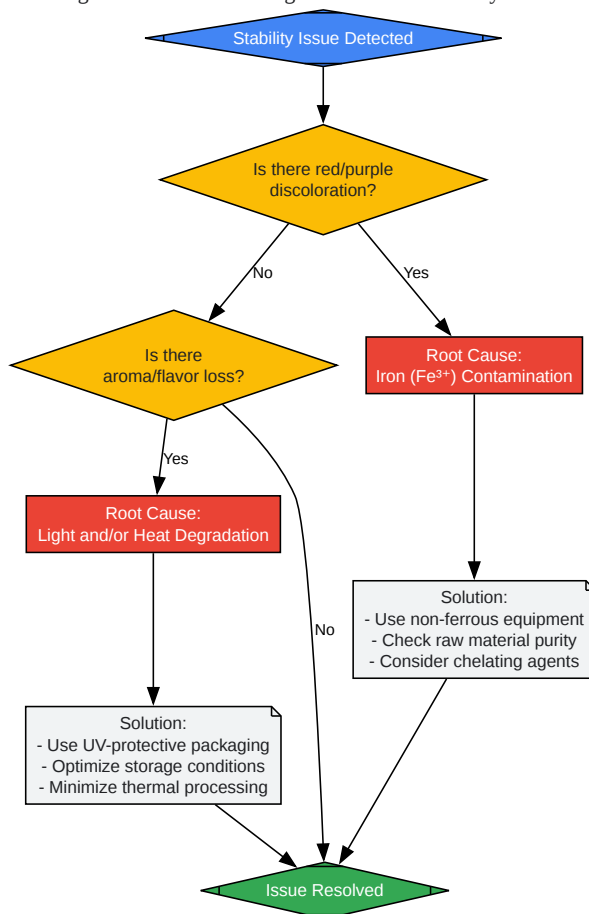 Stability Issue Detected
Is there red/purple
discoloration?
No
Yes
Is there
aroma/flavor loss?
Root Cause:
Iron (Fe³⁺) Contamination
Yes
Root Cause:
Light and/or Heat Degradation
No
Solution:
- Use non-ferrous equipment
- Check raw material purity
- Consider chelating agents
Solution:
- Use UV-protective packaging
- Optimize storage conditions
- Minimize thermal processing
Issue Resolved